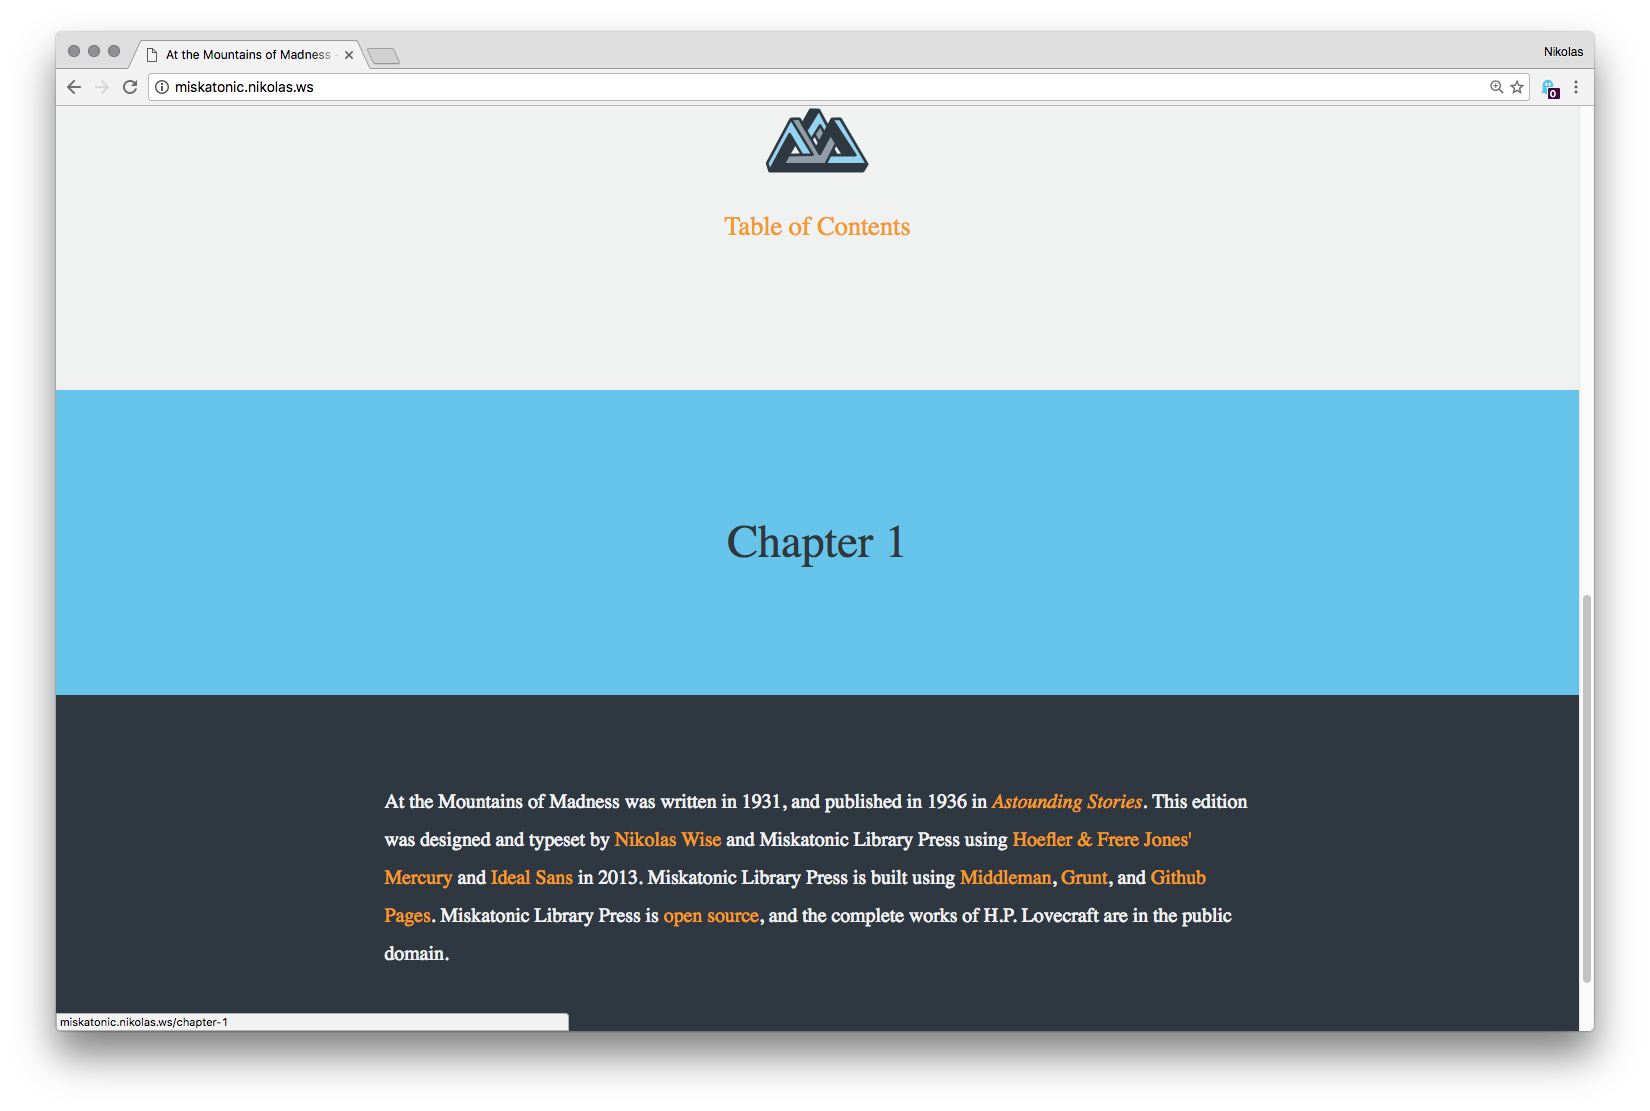 At the Mountains of Madness -
Nikolas
miskatonic.nikolas.ws
0
Table of Contents
Chapter 1
At the Mountains of Madness was written in 1931, and published in 1936 in Astounding Stories. This edition
was designed and typeset by Nikolas Wise and Miskatonic Library Press using Hoefler & Frere Jones'
Mercury and Ideal Sans in 2013. Miskatonic Library Press is built using Middleman, Grunt, and Github
Pages. Miskatonic Library Press is open source, and the complete works of H.P. Lovecraft are in the public
domain.
miskatonic.nikolas.ws/chapter-1